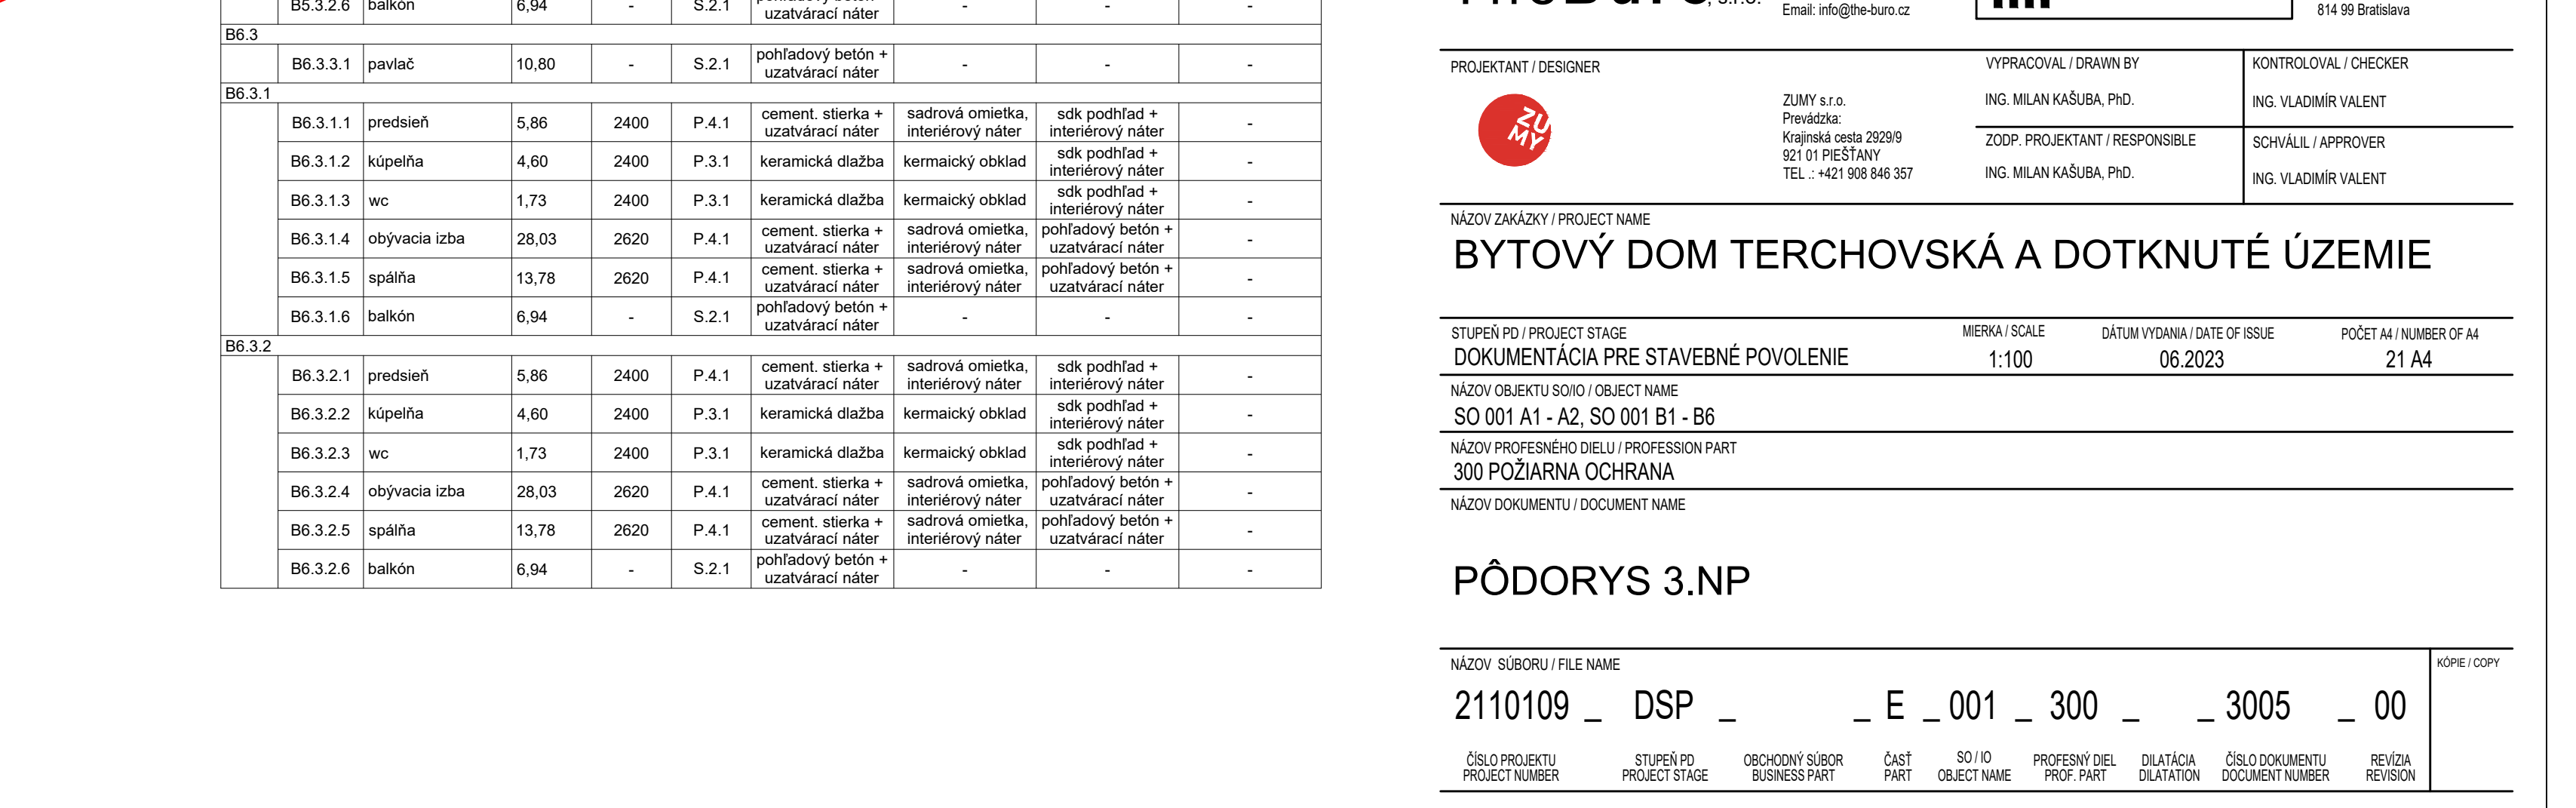 B5.3.2.6 balkón 6,94 - S.2.1 uzatvárací náter - - -
B6.3
B6.3.3.1 pavlač 10,80 - S.2.1 pohľadový betón + uzatvárací náter - - -
B6.3.1
B6.3.1.1 predsieň 5,86 2400 P.4.1 cement. stierka + uzatvárací náter sadrová omietka, interiérový náter sdk podhľad + interiérový náter -
B6.3.1.2 kúpelňa 4,60 2400 P.3.1 keramická dlažba kermaický obklad sdk podhľad + interiérový náter -
B6.3.1.3 wc 1,73 2400 P.3.1 keramická dlažba kermaický obklad sdk podhľad + interiérový náter -
B6.3.1.4 obývacia izba 28,03 2620 P.4.1 cement. stierka + uzatvárací náter sadrová omietka, interiérový náter pohľadový betón + uzatvárací náter -
B6.3.1.5 spálňa 13,78 2620 P.4.1 cement. stierka + uzatvárací náter sadrová omietka, interiérový náter pohľadový betón + uzatvárací náter -
B6.3.1.6 balkón 6,94 - S.2.1 pohľadový betón + uzatvárací náter - - -
B6.3.2
B6.3.2.1 predsieň 5,86 2400 P.4.1 cement. stierka + uzatvárací náter sadrová omietka, interiérový náter sdk podhľad + interiérový náter -
B6.3.2.2 kúpelňa 4,60 2400 P.3.1 keramická dlažba kermaický obklad sdk podhľad + interiérový náter -
B6.3.2.3 wc 1,73 2400 P.3.1 keramická dlažba kermaický obklad sdk podhľad + interiérový náter -
B6.3.2.4 obývacia izba 28,03 2620 P.4.1 cement. stierka + uzatvárací náter sadrová omietka, interiérový náter pohľadový betón + uzatvárací náter -
B6.3.2.5 spálňa 13,78 2620 P.4.1 cement. stierka + uzatvárací náter sadrová omietka, interiérový náter pohľadový betón + uzatvárací náter -
B6.3.2.6 balkón 6,94 - S.2.1 pohľadový betón + uzatvárací náter - - -
Email: info@the-buro.cz
814 99 Bratislava
PROJEKTANT / DESIGNER
ZU
MY
ZUMY s.r.o.
Prevádzka:
Krajinská cesta 2929/9
921 01 PIEŠŤANY
TEL .: +421 908 846 357
VYPRACOVAL / DRAWN BY
ING. MILAN KAŠUBA, PhD.
KONTROLOVAL / CHECKER
ING. VLADIMÍR VALENT
ZODP. PROJEKTANT / RESPONSIBLE
ING. MILAN KAŠUBA, PhD.
SCHVÁLIL / APPROVER
ING. VLADIMÍR VALENT
NÁZOV ZAKÁZKY / PROJECT NAME
BYTOVÝ DOM TERCHOVSKÁ A DOTKNUTÉ ÚZEMIE
STUPEŇ PD / PROJECT STAGE
DOKUMENTÁCIA PRE STAVEBNÉ POVOLENIE
MIERKA / SCALE
1:100
DÁTUM VYDANIA / DATE OF ISSUE
06.2023
POČET A4 / NUMBER OF A4
21 A4
NÁZOV OBJEKTU SO/IO / OBJECT NAME
SO 001 A1 - A2, SO 001 B1 - B6
NÁZOV PROFESNÉHO DIELU / PROFESSION PART
300 POŽIARNA OCHRANA
NÁZOV DOKUMENTU / DOCUMENT NAME
PÔDORYS 3.NP
NÁZOV SÚBORU / FILE NAME
KÓPIE / COPY
2110109 _ DSP _ _ E _ 001 _ 300 _ _ 3005 _ 00
ČÍSLO PROJEKTU STUPEŇ PD OBCHODNÝ SÚBOR ČASŤ SO / IO PROFESNÝ DIEL DILATÁCIA ČÍSLO DOKUMENTU REVÍZIA
PROJECT NUMBER PROJECT STAGE BUSINESS PART PART OBJECT NAME PROF. PART DILATATION DOCUMENT NUMBER REVISION